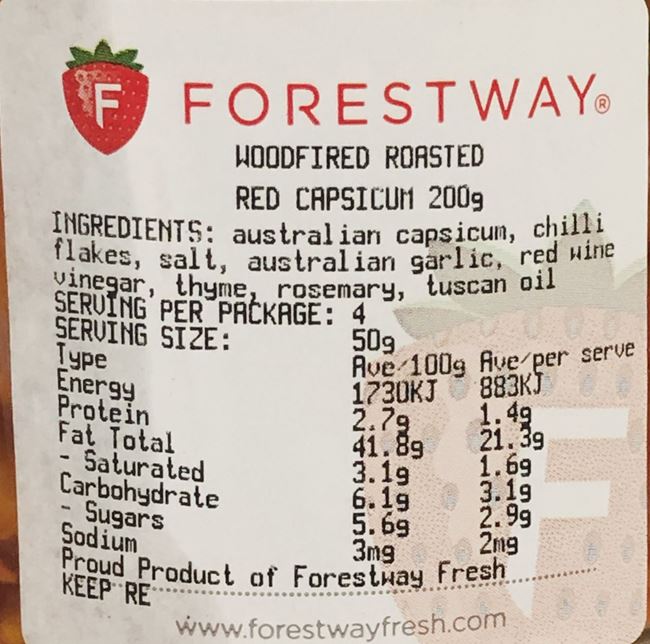 F FORESTWAY®
WOODFIRED ROASTED
RED CAPSICUM 200g
INGREDIENTS: australian capsicum, chilli
flakes, salt, australian garlic, red wine
vinegar, thyme, rosemary, tuscan oil
SERVING PER PACKAGE: 4
SERVING SIZE: 50g
Type Ave/100g Ave/per serve
Energy 1730KJ 883KJ
Protein 2.7g 1.4g
Fat Total 41.8g 21.3g
- Saturated 3.1g 1.6g
Carbohydrate 6.1g 3.1g
- Sugars 5.6g 2.9g
Sodium 3mg 2mg
Proud Product of Forestway Fresh
KEEP RE
www.forestwayfresh.com